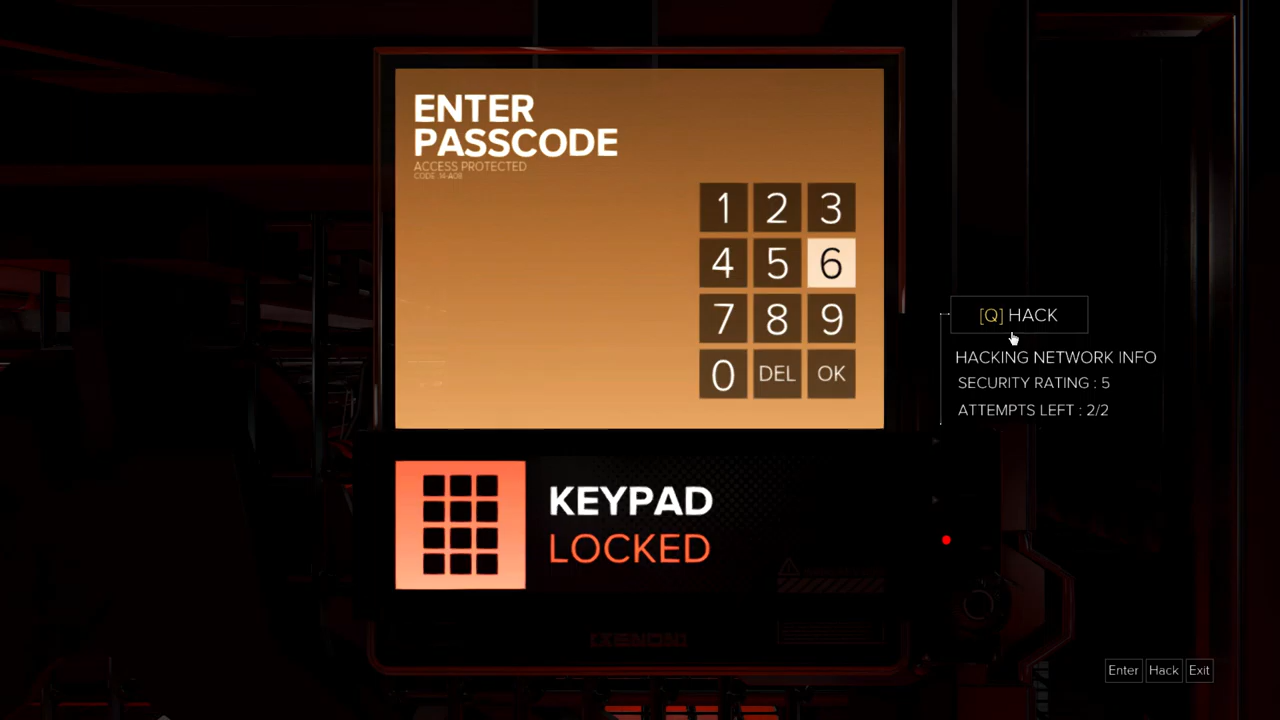 ENTER
PASSCODE
ACCESS PROTECTED
1 2 3
4 5 6
7 8 9
0 DEL OK
[Q] HACK
HACKING NETWORK INFO
SECURITY RATING : 5
ATTEMPTS LEFT : 2/2
KEYPAD
LOCKED
Enter Hack Exit